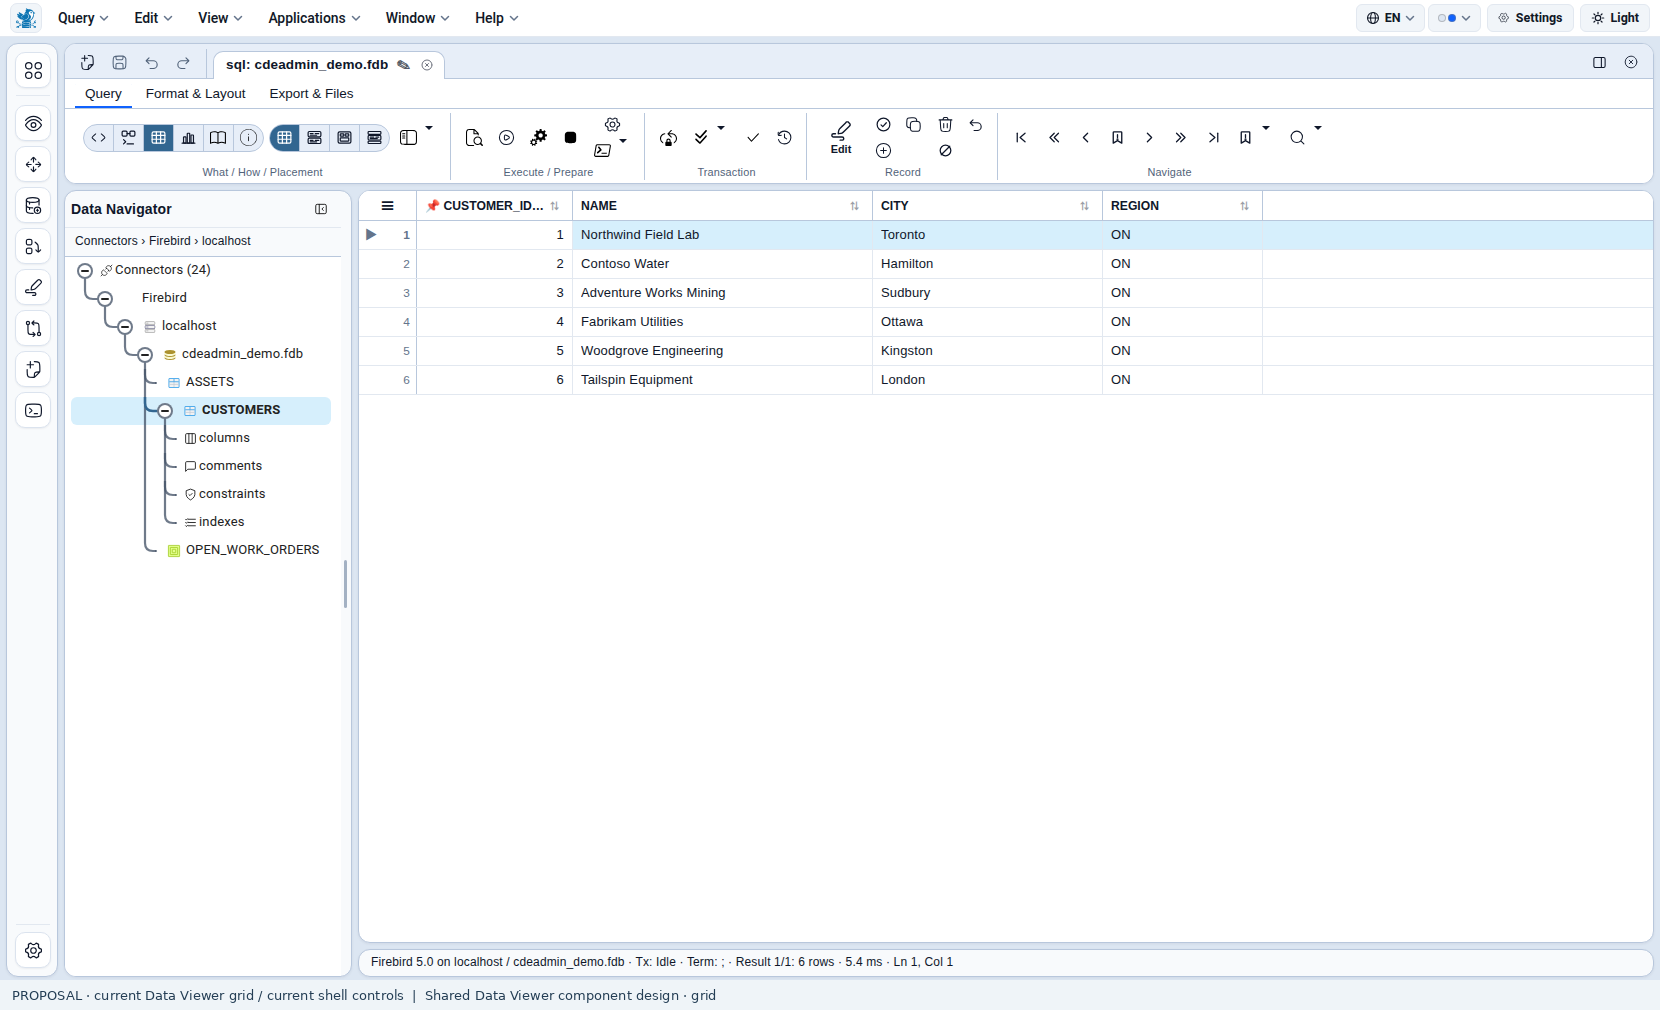 Query Edit View Applications Window Help EN Settings Light
sql: cdeadmin_demo.fdb
Query Format & Layout Export & Files
Edit
What / How / Placement Execute / Prepare Transaction Record Navigate
Data Navigator
Connectors › Firebird › localhost
Connectors (24)
Firebird
localhost
cdeadmin_demo.fdb
ASSETS
CUSTOMERS
columns
comments
constraints
indexes
OPEN_WORK_ORDERS
CUSTOMER_ID... NAME CITY REGION
1 1 Northwind Field Lab Toronto ON
2 2 Contoso Water Hamilton ON
3 3 Adventure Works Mining Sudbury ON
4 4 Fabrikam Utilities Ottawa ON
5 5 Woodgrove Engineering Kingston ON
6 6 Tailspin Equipment London ON
Firebird 5.0 on localhost / cdeadmin_demo.fdb · Tx: Idle · Term: ; · Result 1/1: 6 rows · 5.4 ms · Ln 1, Col 1
PROPOSAL · current Data Viewer grid / current shell controls | Shared Data Viewer component design · grid